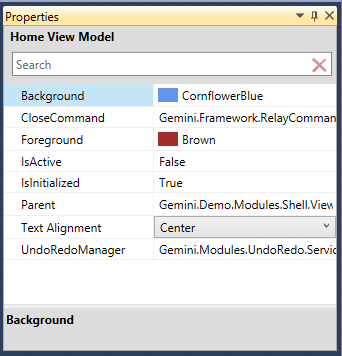 Properties
Home View Model
Search
Background CornflowerBlue
CloseCommand Gemini.Framework.RelayComman
Foreground Brown
IsActive False
IsInitialized True
Parent Gemini.Demo.Modules.Shell.View
Text Alignment Center
UndoRedoManager Gemini.Modules.UndoRedo.Servic
Background